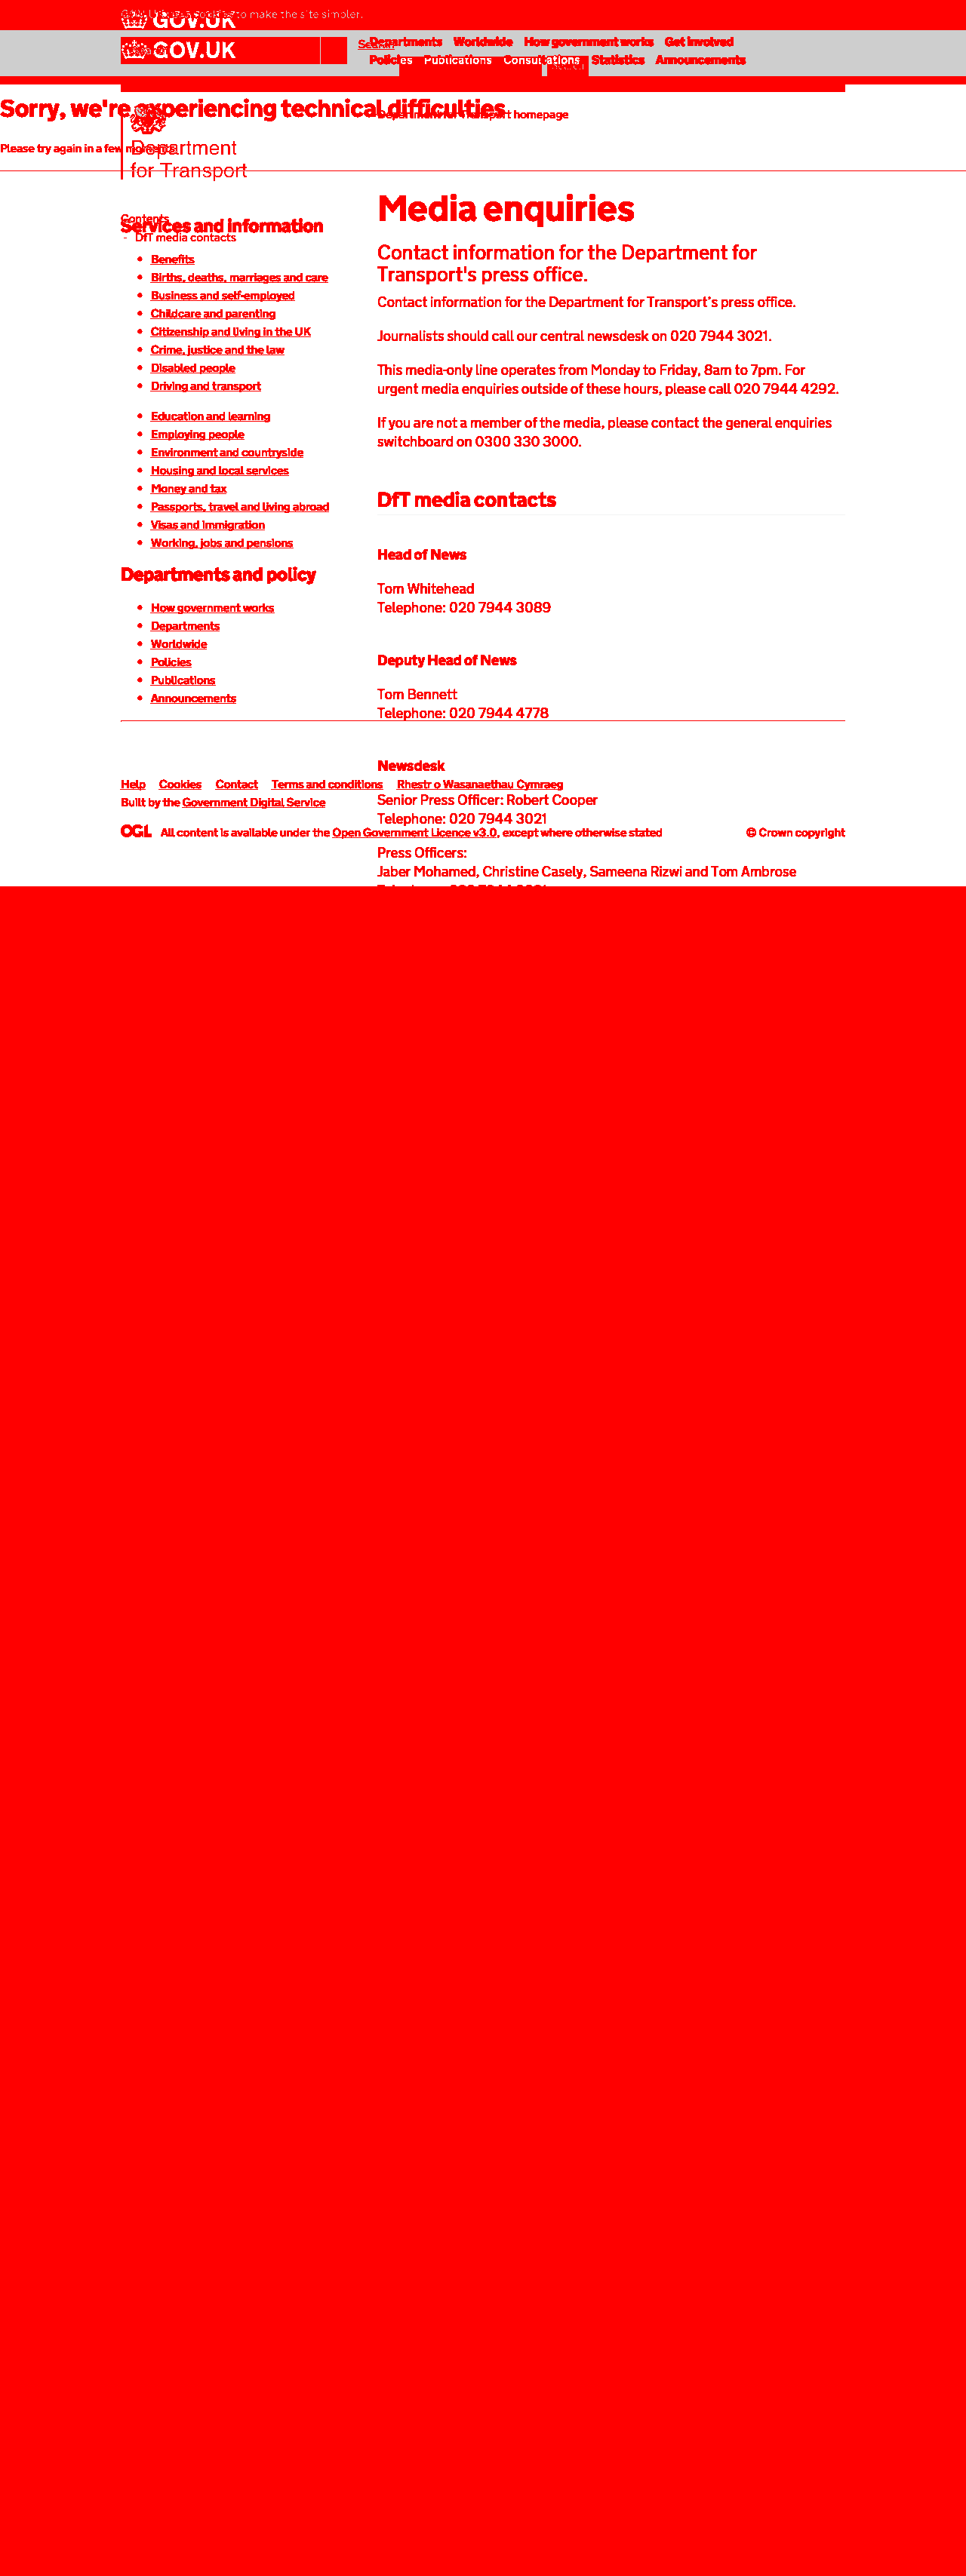 to make the site simpler.
GOV.UK
GOV.UK
Search
Departments Worldwide How government works Get involved
Policies Publications Consultations Statistics Announcements
Sorry, we're experiencing technical difficulties
Department for Transport homepage
Please try again in a few moments.
Department
for Transport
Media enquiries
Contents
Services and information
DfT media contacts
Contact information for the Department for
Transport's press office.
Benefits
Births, deaths, marriages and care
Business and self-employed
Childcare and parenting
Citizenship and living in the UK
Crime, justice and the law
Disabled people
Driving and transport
Education and learning
Employing people
Environment and countryside
Housing and local services
Money and tax
Passports, travel and living abroad
Visas and immigration
Working, jobs and pensions
Departments and policy
How government works
Departments
Worldwide
Policies
Publications
Announcements
Contact information for the Department for Transport’s press office.
Journalists should call our central newsdesk on 020 7944 3021.
This media-only line operates from Monday to Friday, 8am to 7pm. For
urgent media enquiries outside of these hours, please call 020 7944 4292.
If you are not a member of the media, please contact the general enquiries
switchboard on 0300 330 3000.
DfT media contacts
Head of News
Tom Whitehead
Telephone: 020 7944 3089
Deputy Head of News
Tom Bennett
Telephone: 020 7944 4778
Newsdesk
Help Cookies Contact Terms and conditions Rhestr o Wasanaethau Cymraeg
Built by the Government Digital Service
Senior Press Officer: Robert Cooper
Telephone: 020 7944 3021
OGL All content is available under the Open Government Licence v3.0, except where otherwise stated © Crown copyright
Press Officers:
Jaber Mohamed, Christine Casely, Sameena Rizwi and Tom Ambrose